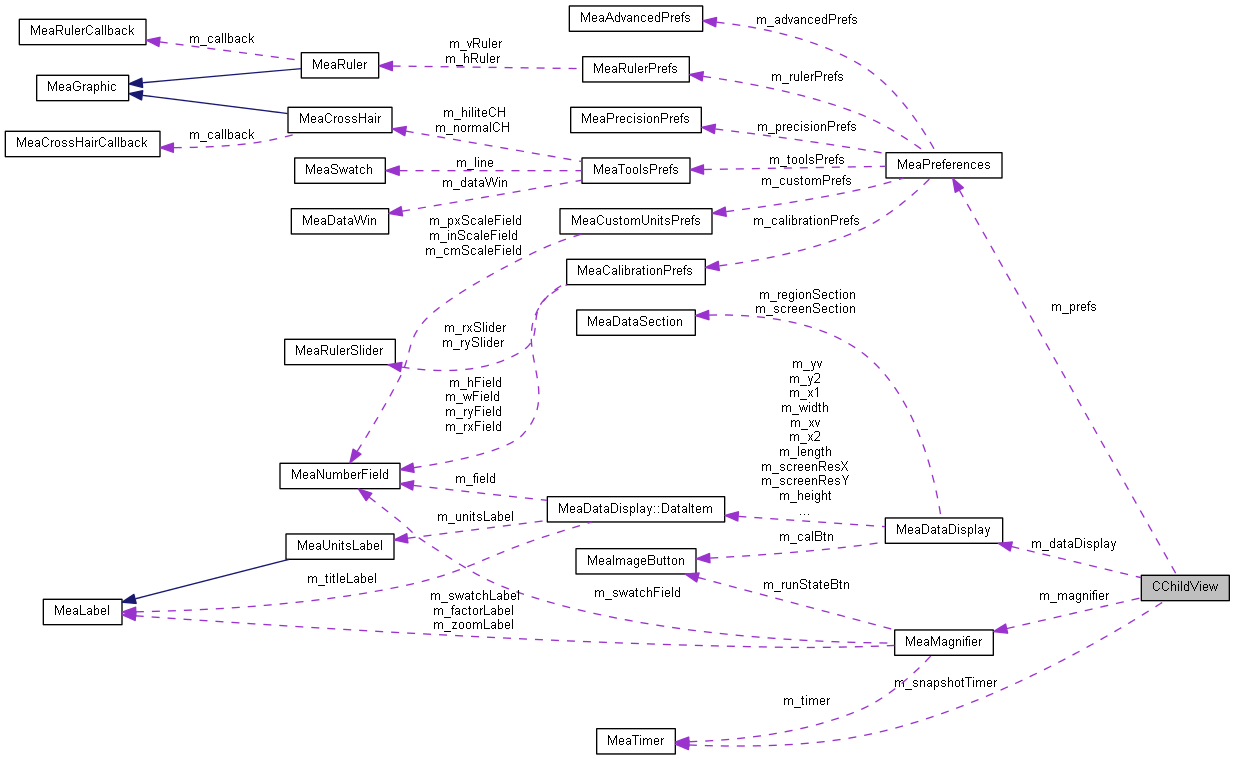 MeaAdvancedPrefs
m_advancedPrefs
MeaRulerCallback
m_callback
m_vRuler
m_hRuler
MeaRuler
MeaRulerPrefs
m_rulerPrefs
MeaGraphic
m_hiliteCH
m_normalCH
MeaCrossHair
MeaPrecisionPrefs
m_precisionPrefs
MeaCrossHairCallback
m_callback
MeaSwatch
m_line
MeaToolsPrefs
m_toolsPrefs
MeaPreferences
m_dataWin
m_customPrefs
MeaDataWin
m_pxScaleField
m_inScaleField
m_cmScaleField
MeaCustomUnitsPrefs
m_calibrationPrefs
MeaCalibrationPrefs
m_regionSection
m_screenSection
m_prefs
MeaDataSection
m_rxSlider
m_rySlider
MeaRulerSlider
m_hField
m_wField
m_ryField
m_rxField
m_yv
m_y2
m_x1
m_width
m_xv
m_x2
m_length
m_screenResX
m_screenResY
m_height
...
MeaNumberField
m_field
MeaDataDisplay::DataItem
MeaDataDisplay
m_unitsLabel
m_calBtn
m_dataDisplay
MeaUnitsLabel
MeaImageButton
m_titleLabel
m_runStateBtn
CChildView
MeaLabel
m_swatchLabel
m_factorLabel
m_zoomLabel
m_swatchField
m_magnifier
MeaMagnifier
m_snapshotTimer
m_timer
MeaTimer